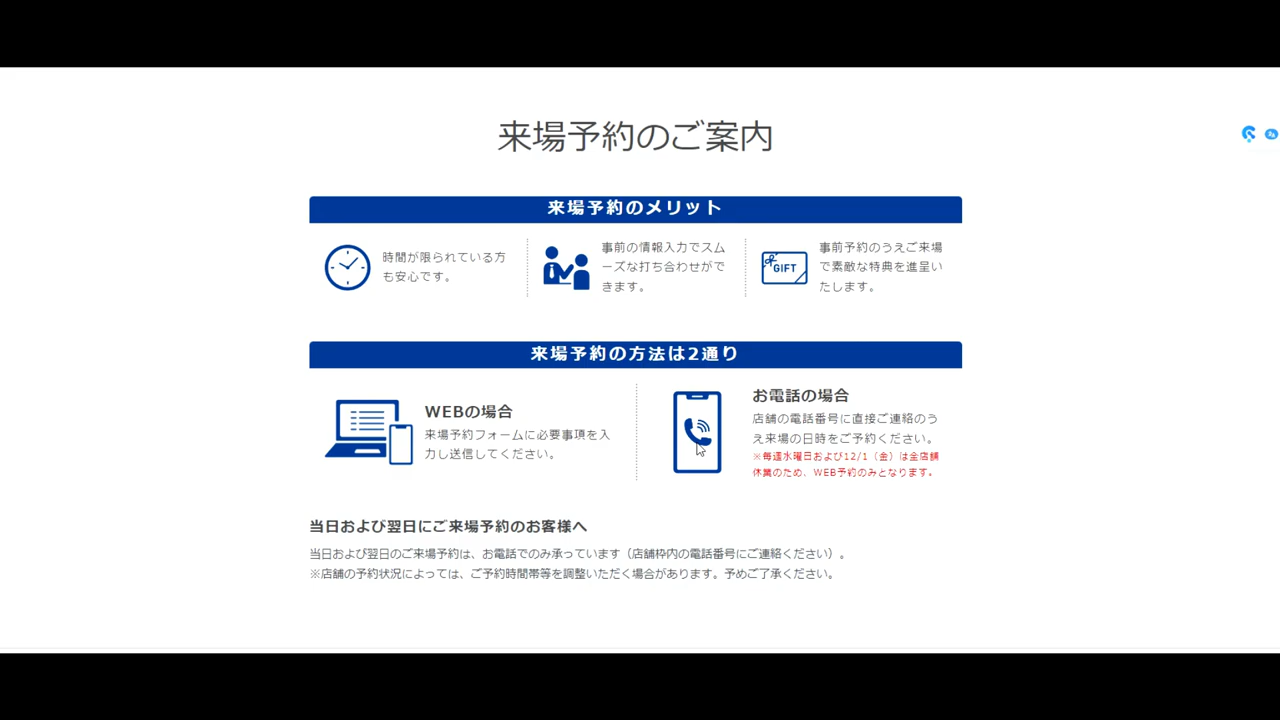 来場予約のご案内
来場予約のメリット
時間が限られている方
も安心です。
事前の情報入力でスム
ーズな打ち合わせがで
きます。
GIFT
事前予約のうえご来場
で素敵な特典を進呈い
たします。
来場予約の方法は2通り
WEBの場合
来場予約フォームに必要事項を入
力し送信してください。
お電話の場合
店舗の電話番号に直接ご連絡のう
え来場の日時をご予約ください。
※毎週水曜日および12/1（金）は全店舗
休業のため、WEB予約のみとなります。
当日および翌日にご来場予約のお客様へ
当日および翌日のご来場予約は、お電話でのみ承っています（店舗枠内の電話番号にご連絡ください）。
※店舗の予約状況によっては、ご予約時間帯等を調整いただく場合があります。予めご了承ください。